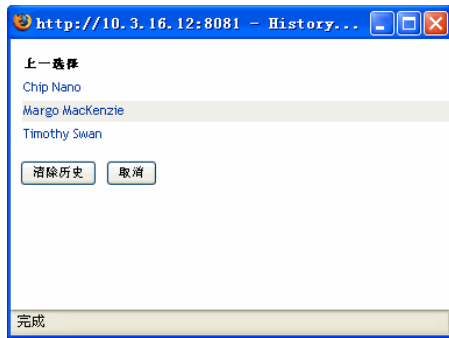 http://10.3.16.12:8081 - History...
上一选择
Chip Nano
Margo MacKenzie
Timothy Swan
清除历史 取消
完成